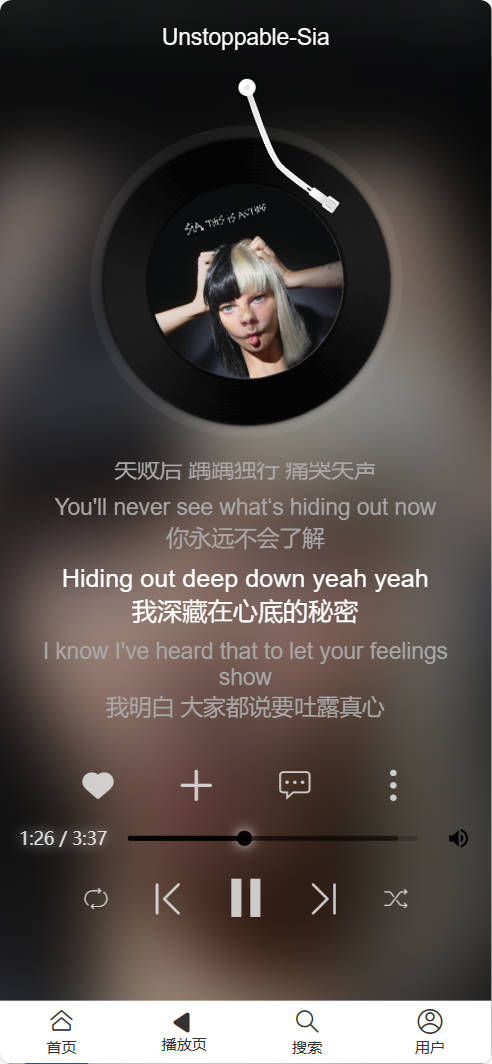 Unstoppable-Sia
Sia, THIS IS ACTING
失败后 踽踽独行 痛哭失声
You'll never see what‘s hiding out now
你永远不会了解
Hiding out deep down yeah yeah
我深藏在心底的秘密
I know I've heard that to let your feelings
show
我明白 大家都说要吐露真心
1:26 / 3:37
首页
播放页
搜索
用户